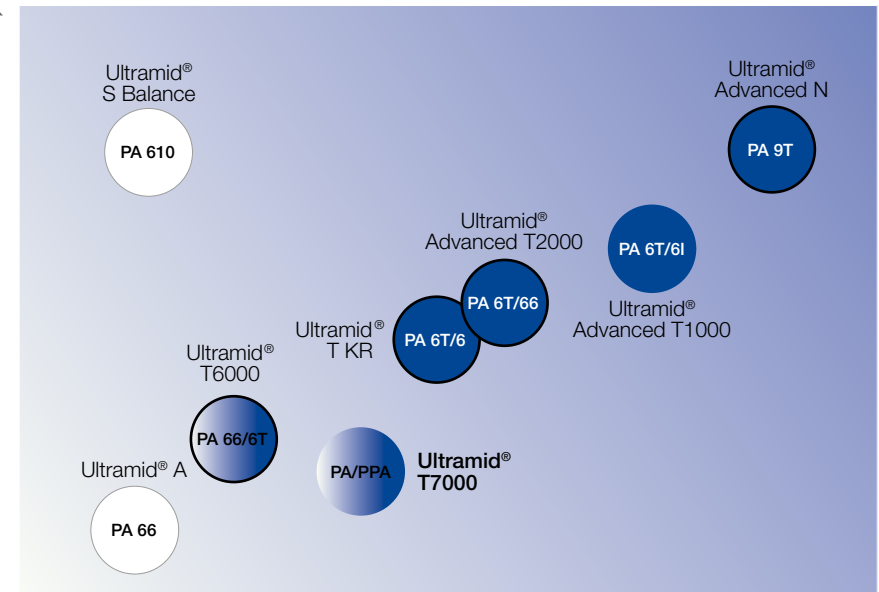 Ultramid®
S Balance
PA 610
Ultramid®
Advanced N
PA 9T
Ultramid®
Advanced T2000
PA 6T/66
PA 6T/6I
Ultramid®
Advanced T1000
Ultramid®
T KR
PA 6T/6
Ultramid®
T6000
PA 66/6T
Ultramid® A
PA 66
PA/PPA
Ultramid®
T7000